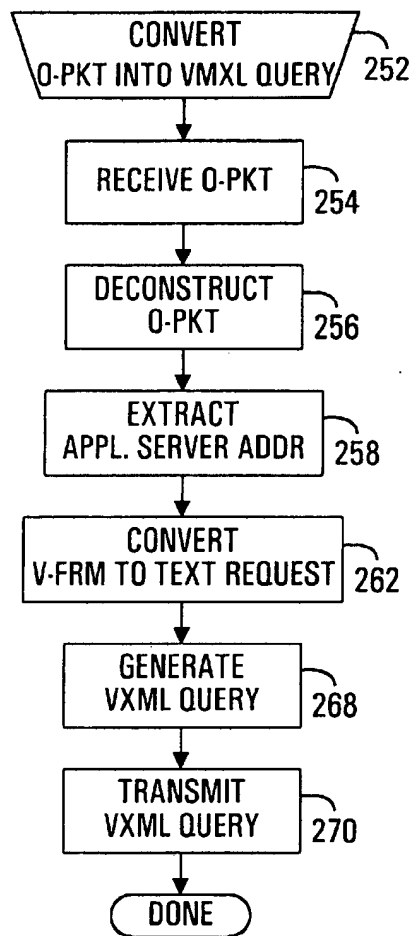 CONVERT
O-PKT INTO VMXL QUERY
252
RECEIVE O-PKT
254
DECONSTRUCT
O-PKT
256
EXTRACT
APPL. SERVER ADDR
258
CONVERT
V-FRM TO TEXT REQUEST
262
GENERATE
VXML QUERY
268
TRANSMIT
VXML QUERY
270
DONE